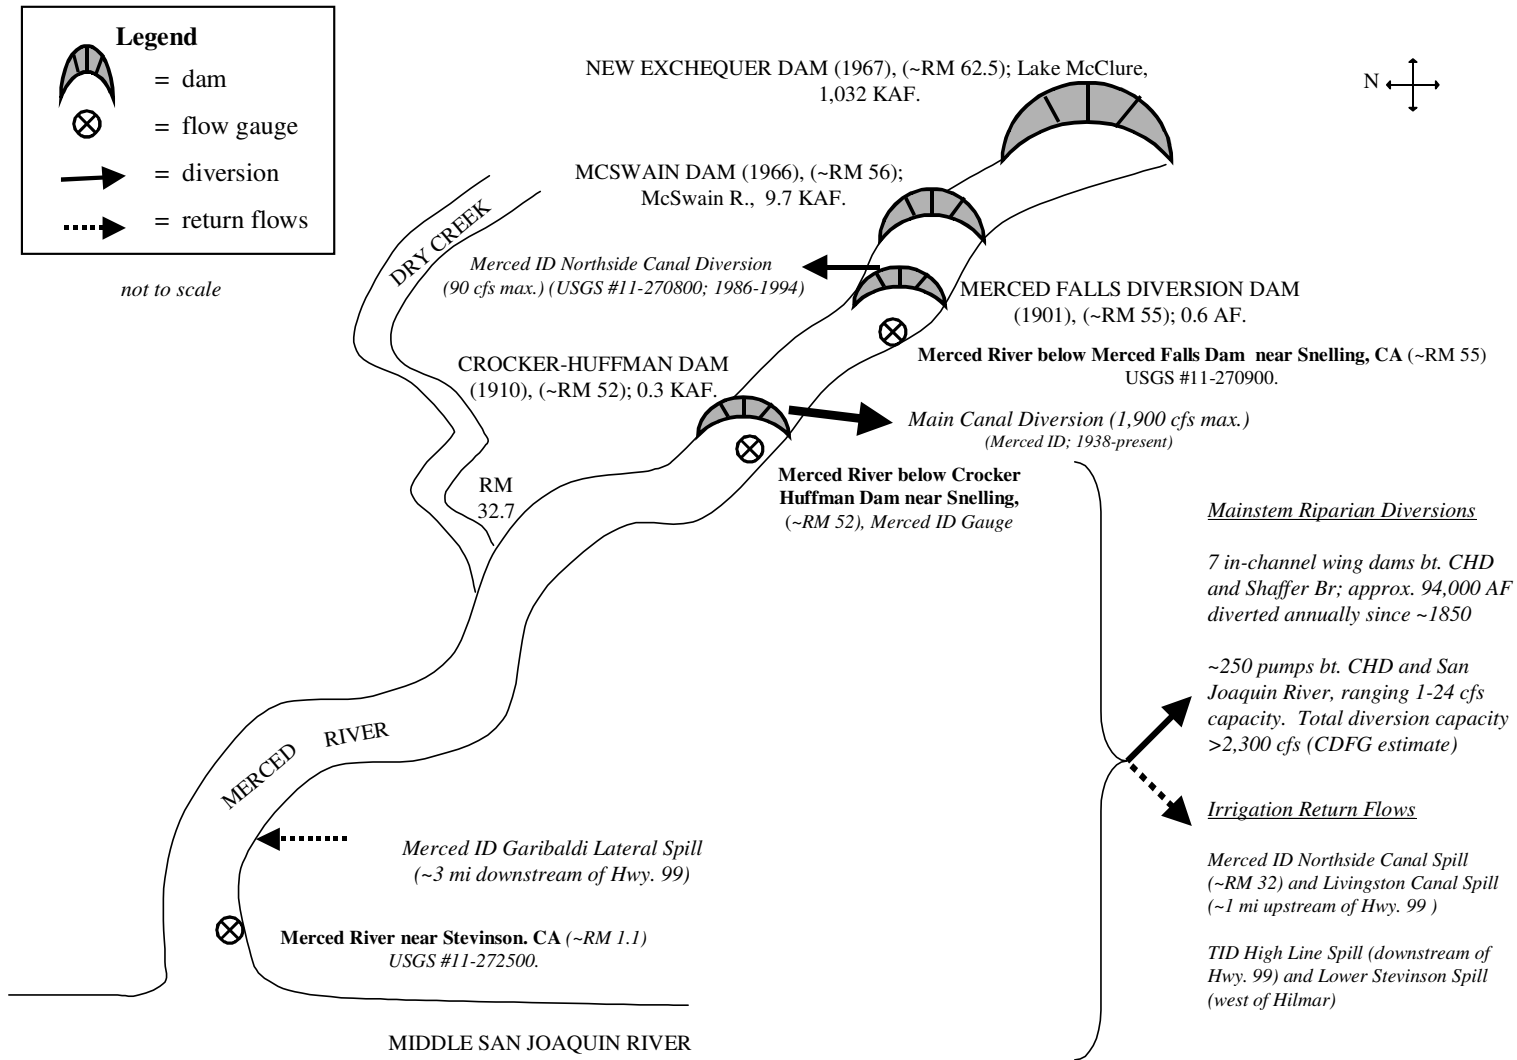 Legend
= dam
= flow gauge
= diversion
= return flows
not to scale
NEW EXCHEQUER DAM (1967), (~RM 62.5); Lake McClure,
1,032 KAF.
N
MCSWAIN DAM (1966), (~RM 56);
McSwain R., 9.7 KAF.
DRY CREEK
Merced ID Northside Canal Diversion
(90 cfs max.) (USGS #11-270800; 1986-1994)
MERCED FALLS DIVERSION DAM
(1901), (~RM 55); 0.6 AF.
Merced River below Merced Falls Dam near Snelling, CA (~RM 55)
USGS #11-270900.
CROCKER-HUFFMAN DAM
(1910), (~RM 52); 0.3 KAF.
Main Canal Diversion (1,900 cfs max.)
(Merced ID; 1938-present)
Merced River below Crocker
Huffman Dam near Snelling,
(~RM 52), Merced ID Gauge
RM
32.7
Mainstem Riparian Diversions
7 in-channel wing dams bt. CHD
and Shaffer Br; approx. 94,000 AF
diverted annually since ~1850
~250 pumps bt. CHD and San
Joaquin River, ranging 1-24 cfs
capacity. Total diversion capacity
>2,300 cfs (CDFG estimate)
Irrigation Return Flows
Merced ID Northside Canal Spill
(~RM 32) and Livingston Canal Spill
(~1 mi upstream of Hwy. 99 )
TID High Line Spill (downstream of
Hwy. 99) and Lower Stevinson Spill
(west of Hilmar)
MERCED RIVER
Merced ID Garibaldi Lateral Spill
(~3 mi downstream of Hwy. 99)
Merced River near Stevinson. CA (~RM 1.1)
USGS #11-272500.
MIDDLE SAN JOAQUIN RIVER